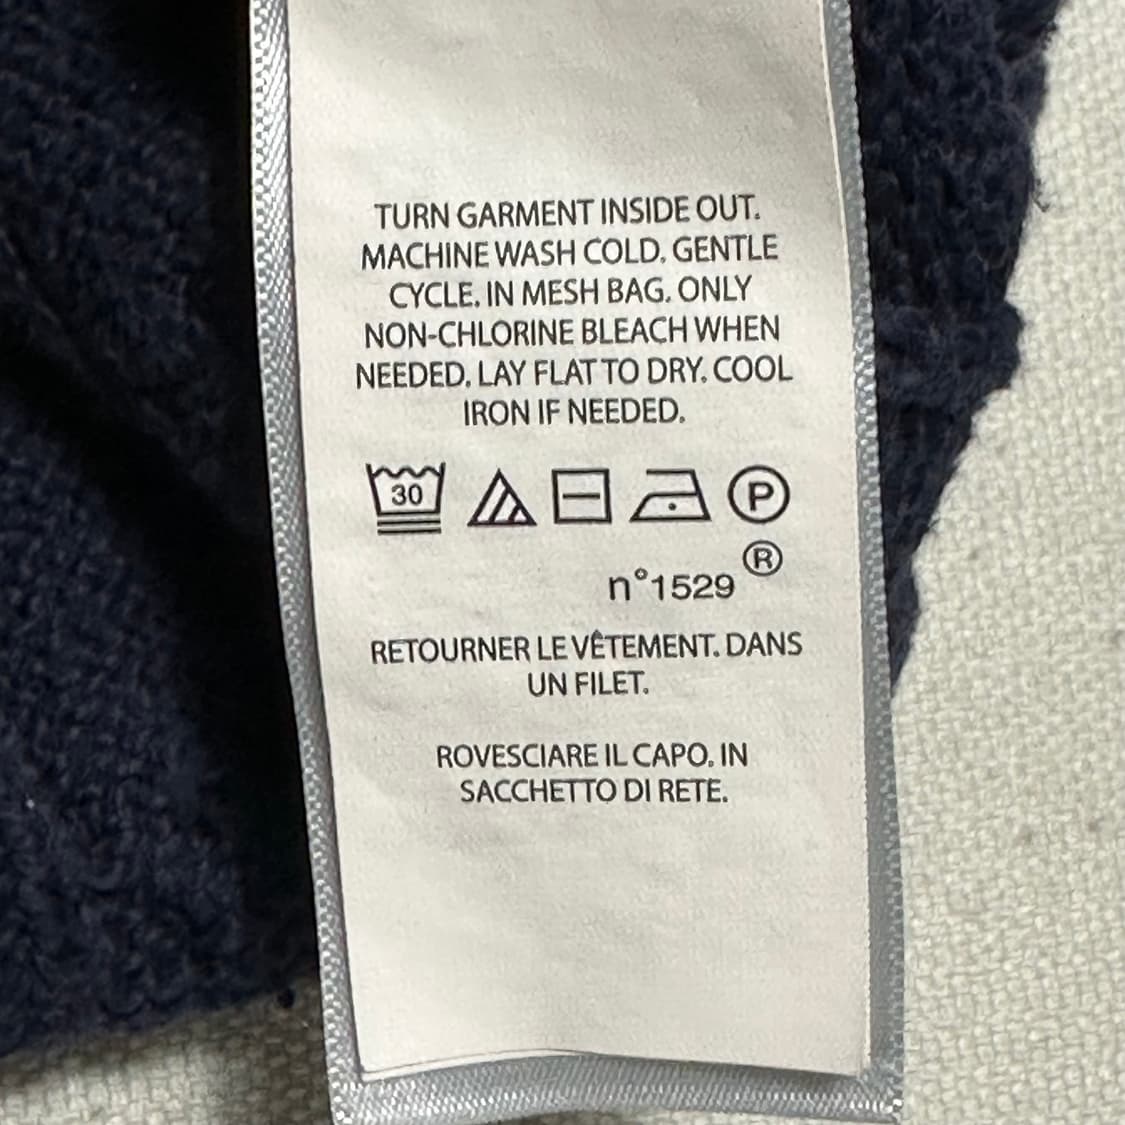 TURN GARMENT INSIDE OUT.
MACHINE WASH COLD, GENTLE
CYCLE, IN MESH BAG. ONLY
NON-CHLORINE BLEACH WHEN
NEEDED. LAY FLAT TO DRY. COOL
IRON IF NEEDED.
30 P
n°1529 ®
RETOURNER LE VÊTEMENT. DANS
UN FILET.
ROVESCIARE IL CAPO. IN
SACCHETTO DI RETE.